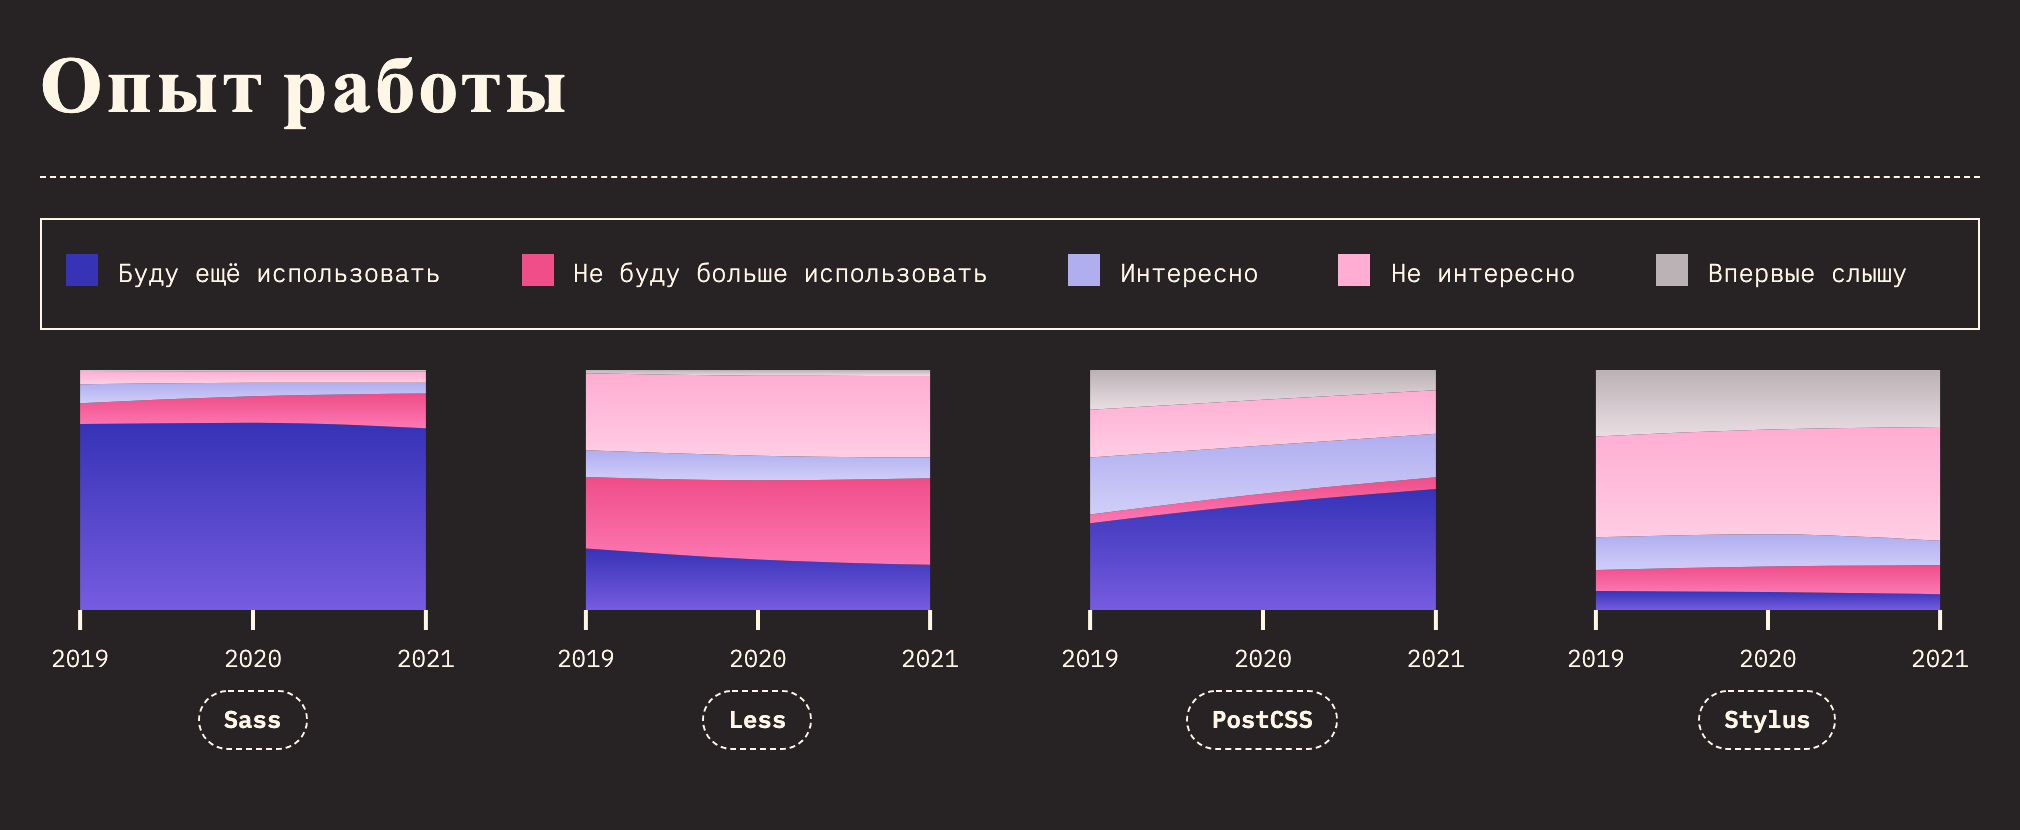 Опыт работы
Буду ещё использовать Не буду больше использовать Интересно Не интересно Впервые слышу
2019 2020 2021 2019 2020 2021 2019 2020 2021 2019 2020 2021
Sass Less PostCSS Stylus